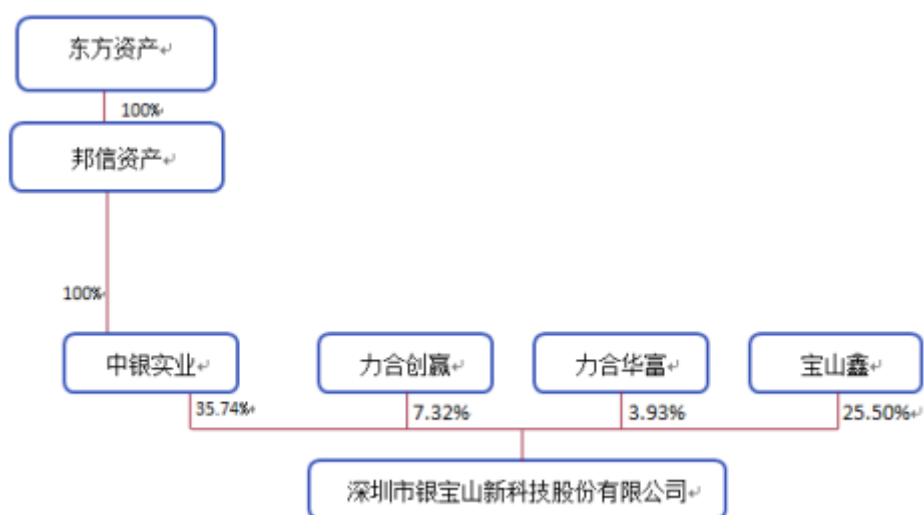 东方资产
100%
邦信资产
100%
中银实业
力合创赢
力合华富
宝山鑫
35.74%
7.32%
3.93%
25.50%
深圳市银宝山新科技股份有限公司